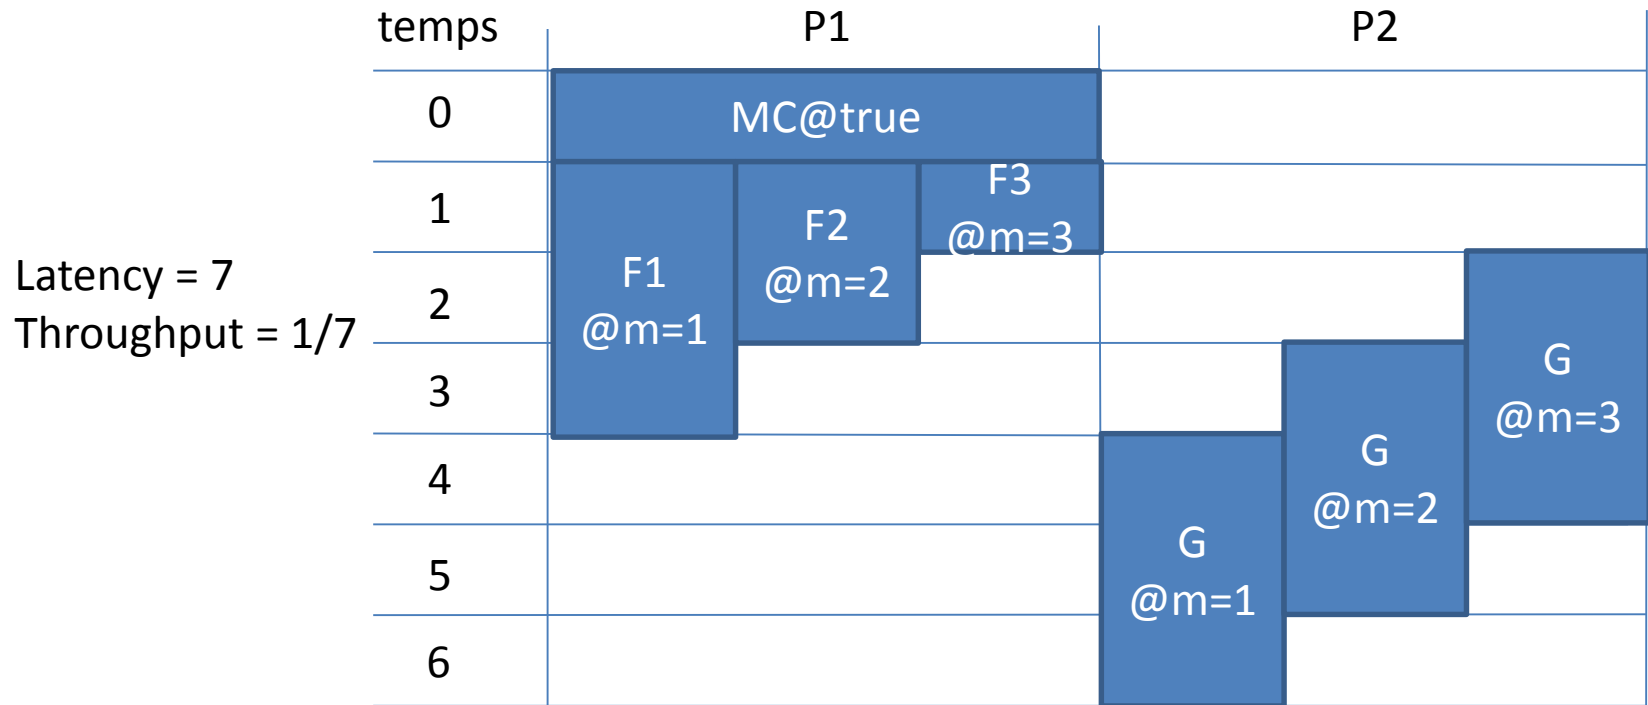 temps P1 P2
0
MC@true
1
F1
@m=1
F2
@m=2
F3
@m=3
Latency = 7
Throughput = 1/7
2
3
G
@m=3
G
@m=2
4
5
G
@m=1
6